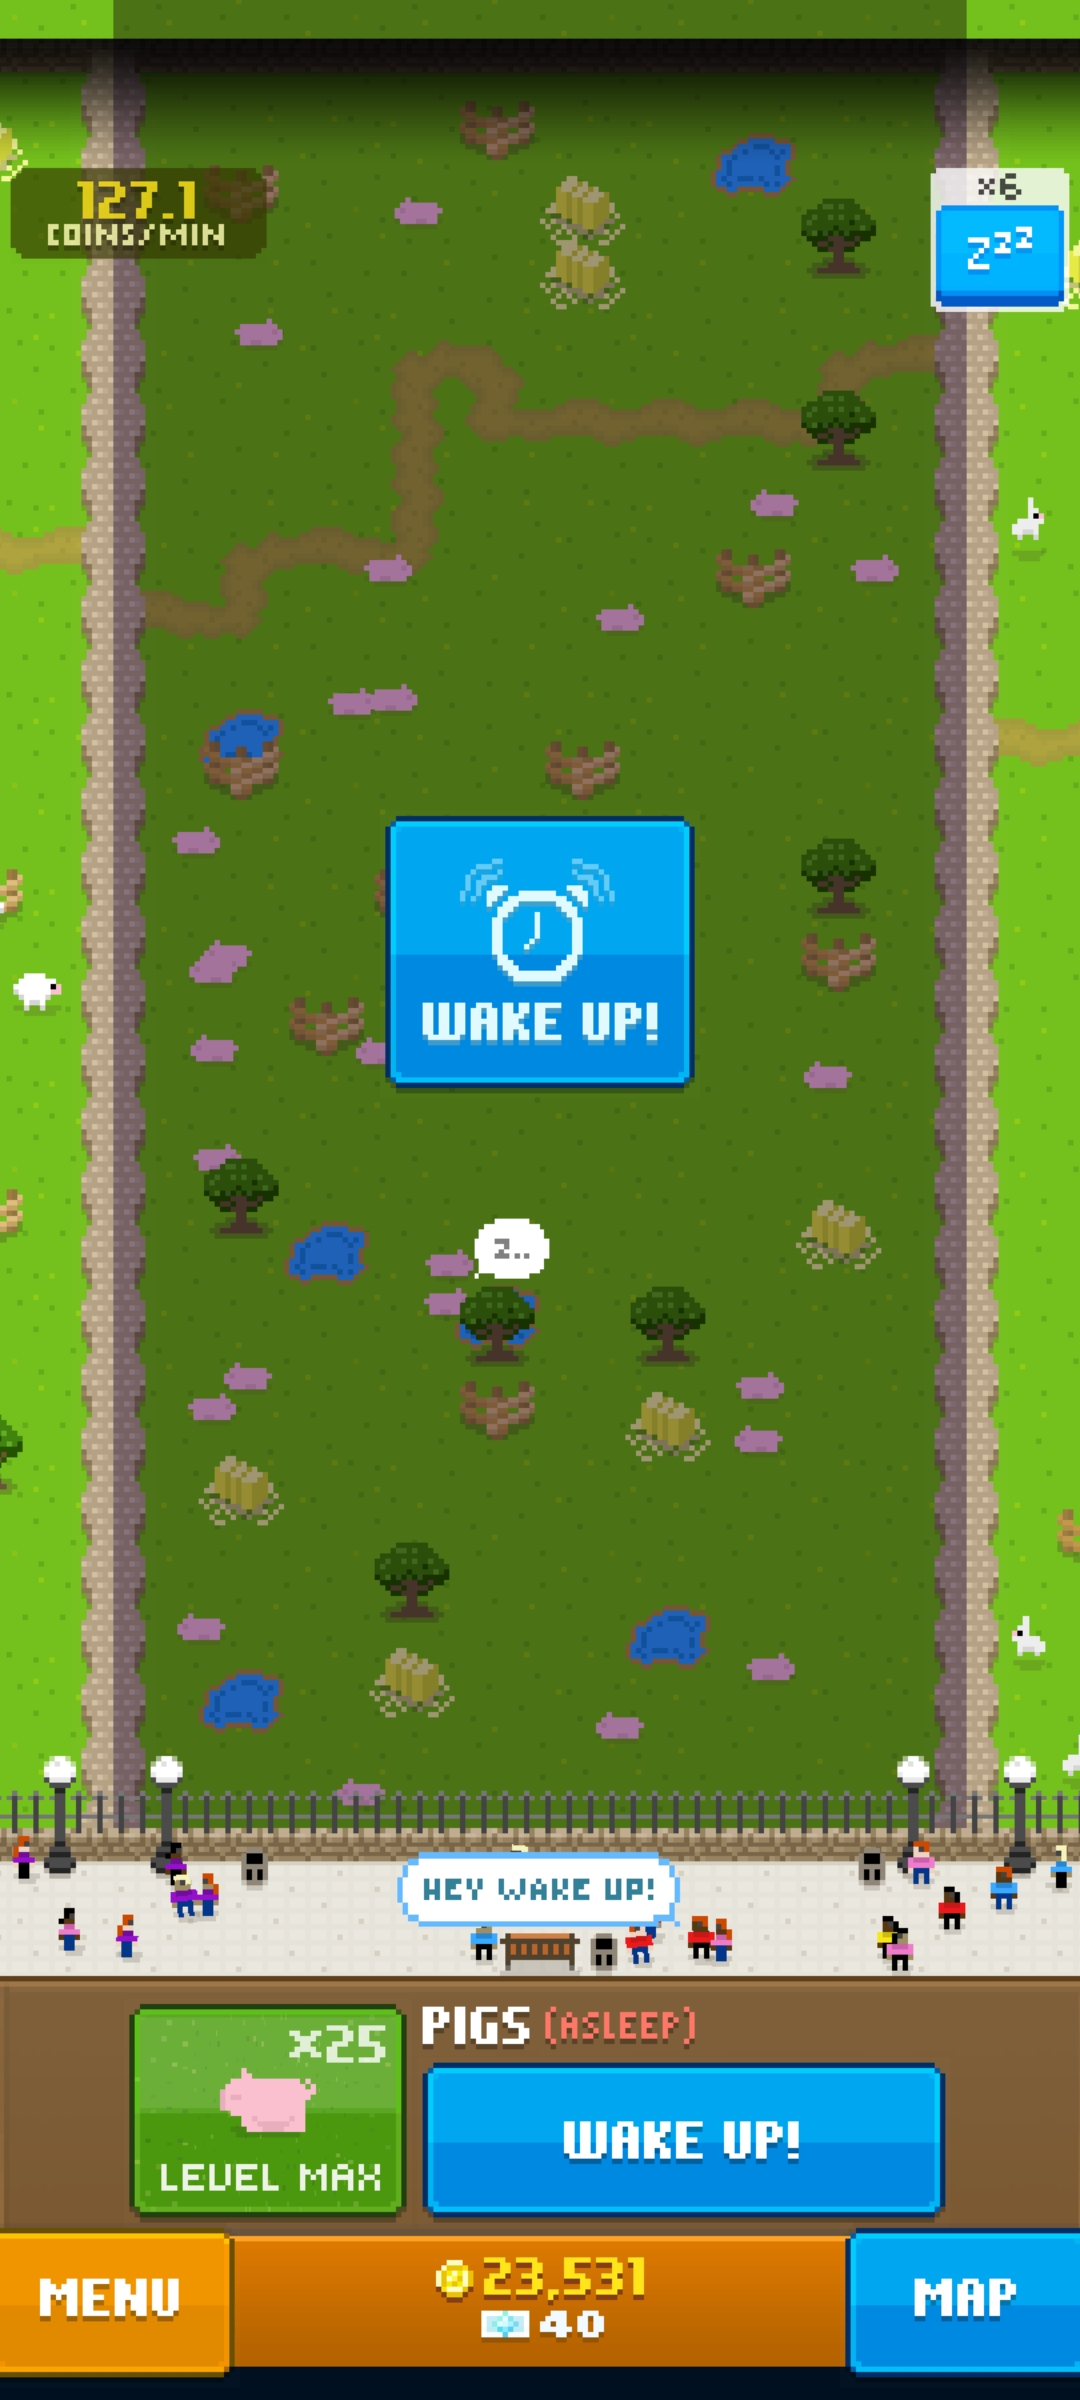 127.1
COINS/MIN
x6
Zzzz
WAKE UP!
Z..
HEY WAKE UP!
PIGS (ASLEEP)
x25
LEVEL MAX
WAKE UP!
MENU
23,531
40
MAP